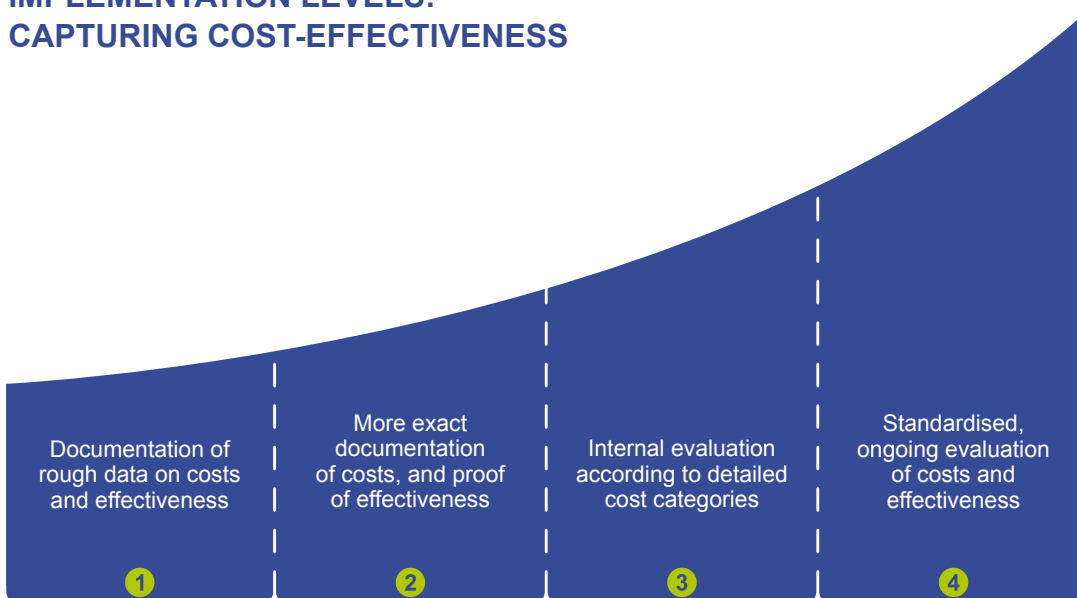 IMPLEMENTATION LEVELS:
CAPTURING COST-EFFECTIVENESS
Documentation of
rough data on costs
and effectiveness
1
More exact
documentation
of costs, and proof
of effectiveness
2
Internal evaluation
according to detailed
cost categories
3
Standardised,
ongoing evaluation
of costs and
effectiveness
4